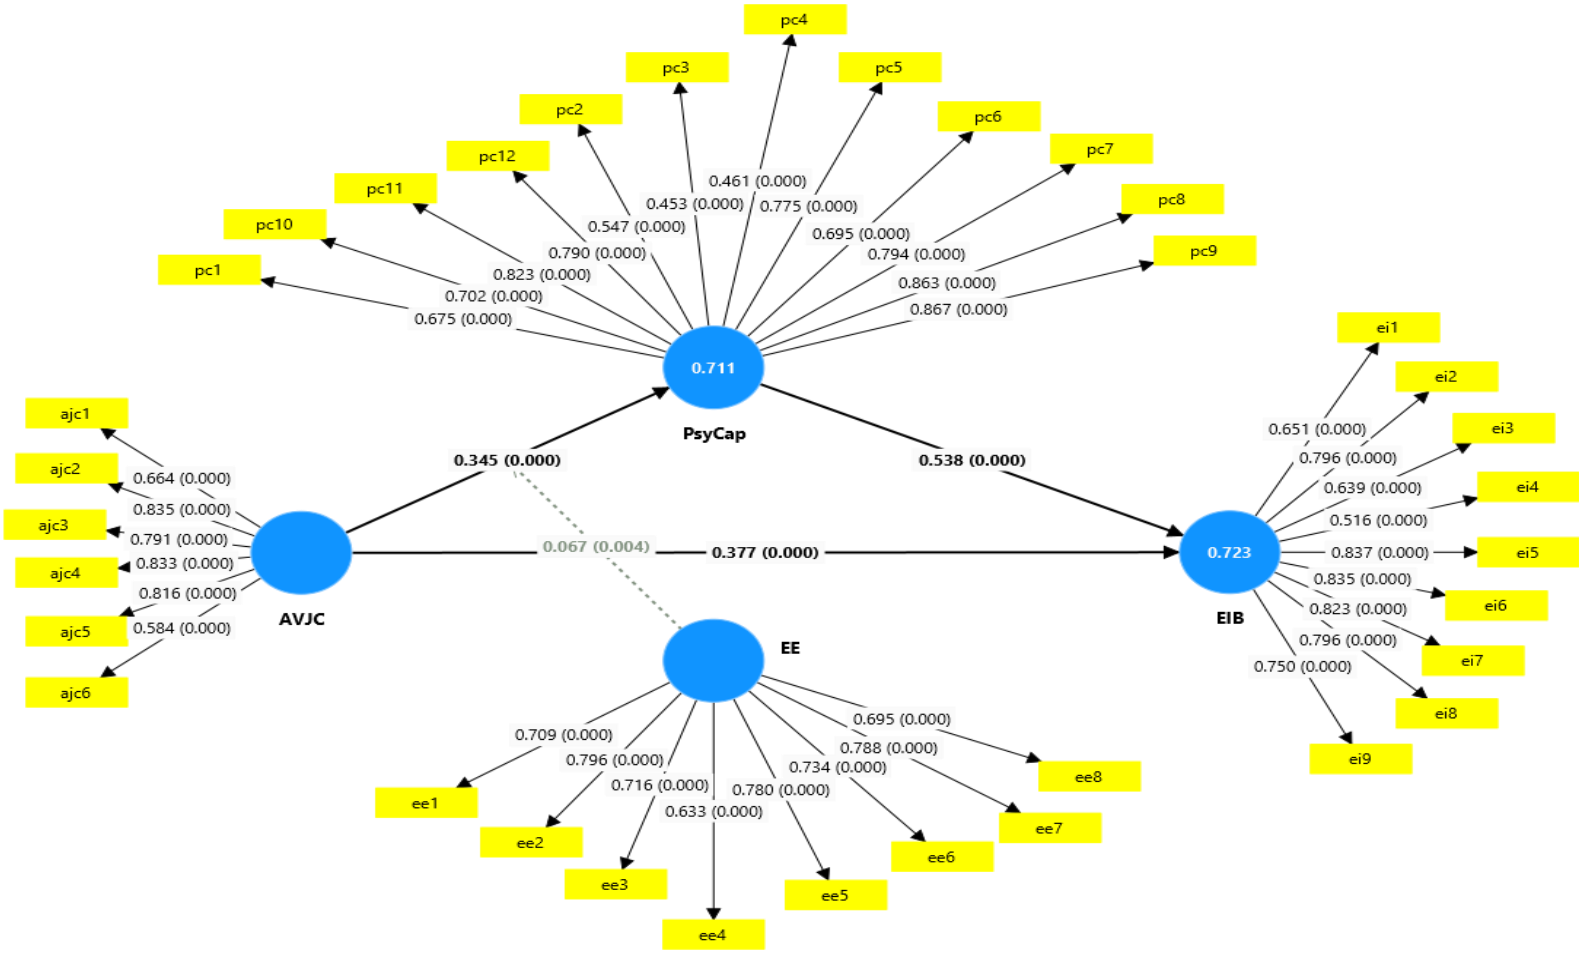 pc4
pc3
pc5
pc2
pc6
pc12
pc7
pc11
pc8
pc10
pc9
pc1
0.461 (0.000)
0.453 (0.000)
0.775 (0.000)
0.547 (0.000)
0.695 (0.000)
0.790 (0.000)
0.794 (0.000)
0.823 (0.000)
0.863 (0.000)
0.702 (0.000)
0.867 (0.000)
0.675 (0.000)
0.711
PsyCap
ei1
ei2
ei3
ei4
ei5
ei6
ei7
ei8
ei9
0.651 (0.000)
0.796 (0.000)
0.639 (0.000)
0.516 (0.000)
0.837 (0.000)
0.835 (0.000)
0.823 (0.000)
0.796 (0.000)
0.750 (0.000)
0.723
EIB
ajc1
ajc2
ajc3
ajc4
ajc5
ajc6
0.664 (0.000)
0.835 (0.000)
0.791 (0.000)
0.833 (0.000)
0.816 (0.000)
0.584 (0.000)
AVJC
0.345 (0.000)
0.538 (0.000)
0.067 (0.004)
0.377 (0.000)
EE
0.709 (0.000)
0.796 (0.000)
0.716 (0.000)
0.633 (0.000)
0.780 (0.000)
0.734 (0.000)
0.788 (0.000)
0.695 (0.000)
ee1
ee2
ee3
ee4
ee5
ee6
ee7
ee8